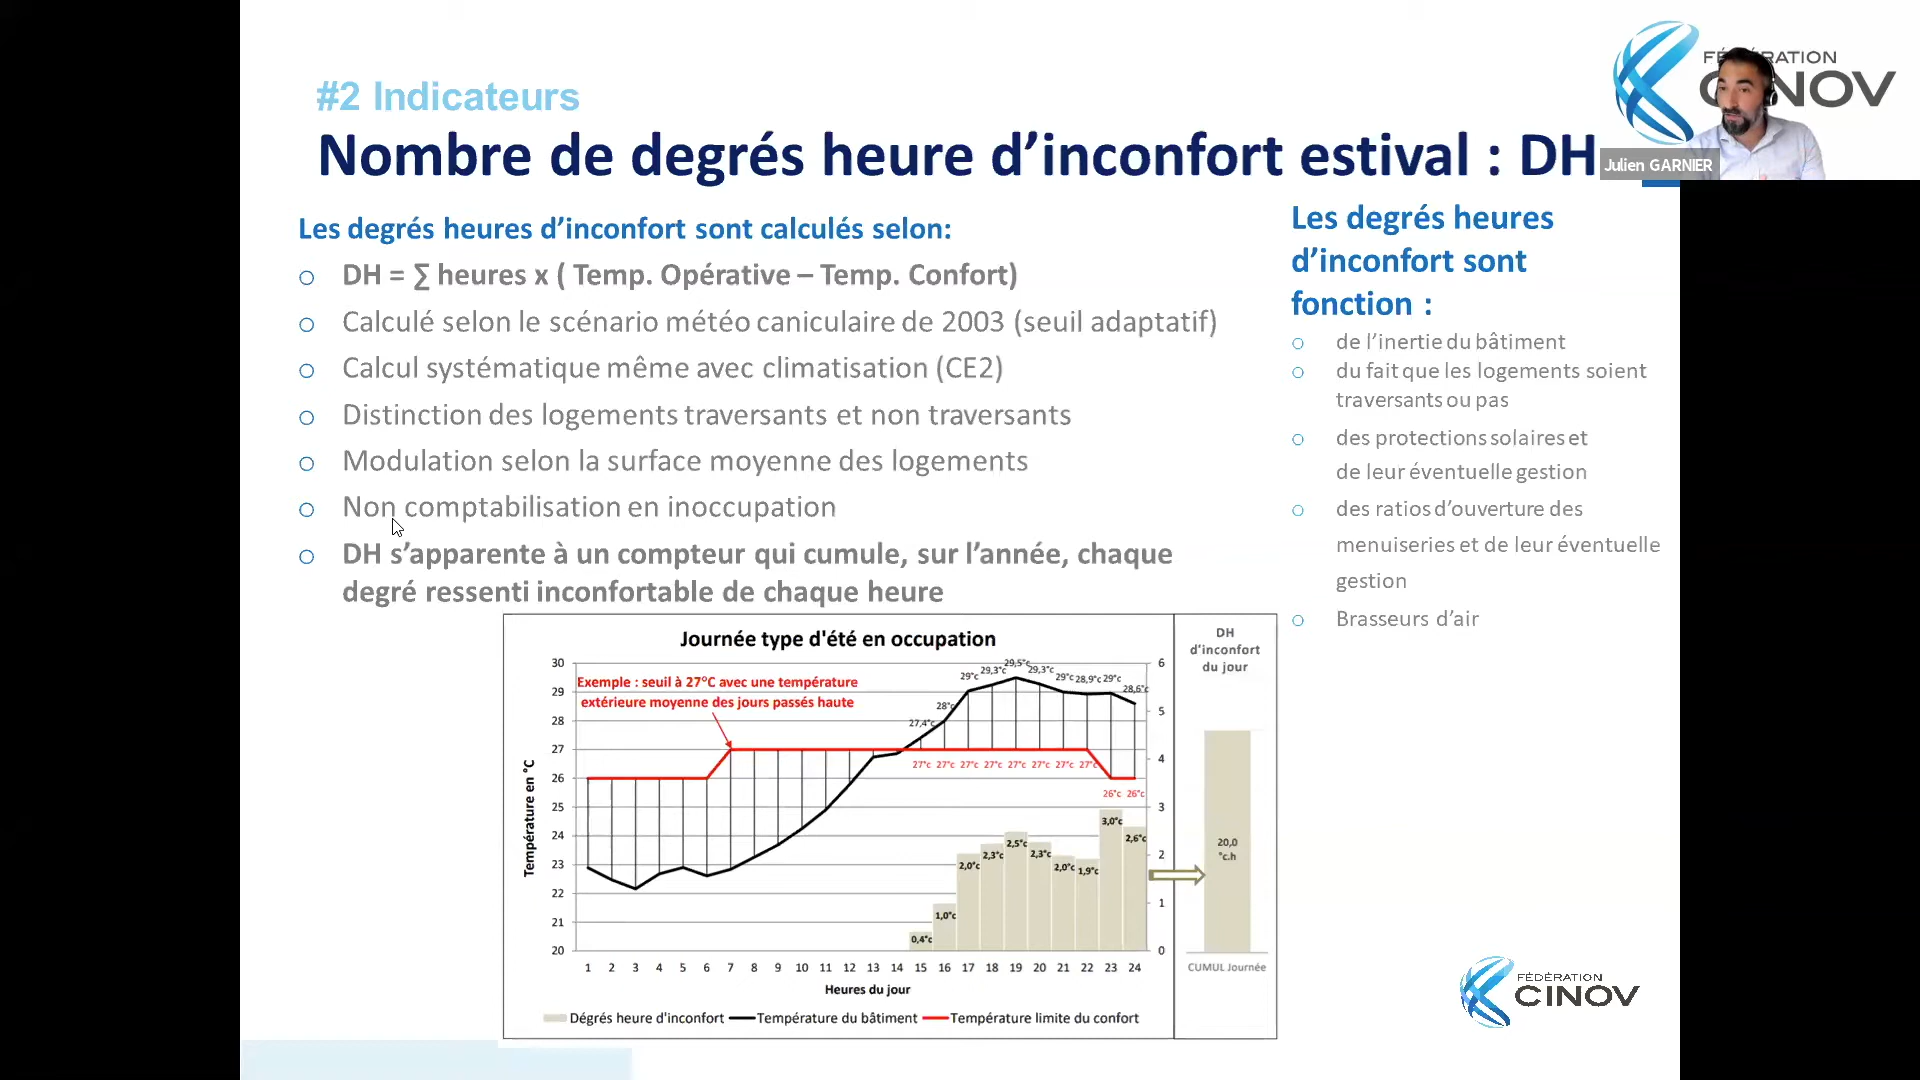 #2 Indicateurs
Nombre de degrés heure d’inconfort estival : DH
FÉDÉRATION
CINOV
Julien GARNIER
Les degrés heures d’inconfort sont calculés selon:
DH = ∑ heures x ( Temp. Opérative – Temp. Confort)
Calculé selon le scénario météo caniculaire de 2003 (seuil adaptatif)
Calcul systématique même avec climatisation (CE2)
Distinction des logements traversants et non traversants
Modulation selon la surface moyenne des logements
Non comptabilisation en inoccupation
DH s’apparente à un compteur qui cumule, sur l’année, chaque
degré ressenti inconfortable de chaque heure
Les degrés heures
d’inconfort sont
fonction :
de l’inertie du bâtiment
du fait que les logements soient
traversants ou pas
des protections solaires et
de leur éventuelle gestion
des ratios d’ouverture des
menuiseries et de leur éventuelle
gestion
Brasseurs d’air
Journée type d'été en occupation
Exemple : seuil à 27°C avec une température
extérieure moyenne des jours passés haute
Température en °C
30
29
28
27
26
25
24
23
22
21
20
27,4°c 28°c 29°c 29,3°c 29,5°c 29,3°c 29°c 28,9°c 29°c 28,6°c
27°c 27°c 27°c 27°c 27°c 27°c 27°c 27°c
26°c 26°c
0,4°c 1,0°c 2,0°c 2,3°c 2,5°c 2,3°c 2,0°c 1,9°c 3,0°c 2,6°c
6
5
4
3
2
1
0
1 2 3 4 5 6 7 8 9 10 11 12 13 14 15 16 17 18 19 20 21 22 23 24
Heures du jour
Dégrés heure d'inconfort Température du bâtiment Température limite du confort
DH
d'inconfort
du jour
20,0
°c.h
CUMUL Journée
FÉDÉRATION
CINOV